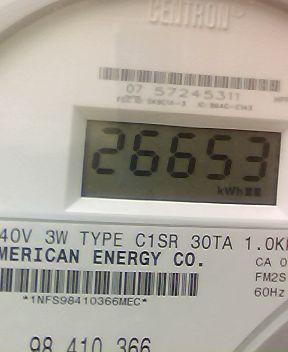 CENTRON®
07 57245311
26653
kWh
40V 3W TYPE C1SR 30TA 1.0K
MERICAN ENERGY CO.
CA 0
FM2S
60Hz
*1NFS98410366MEC*
98 410 366